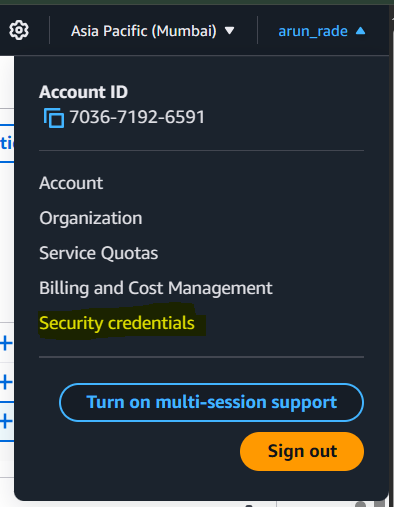 Asia Pacific (Mumbai) ▼ arun_rade ▲
Account ID
7036-7192-6591
Account
Organization
Service Quotas
Billing and Cost Management
Security credentials
Turn on multi-session support
Sign out